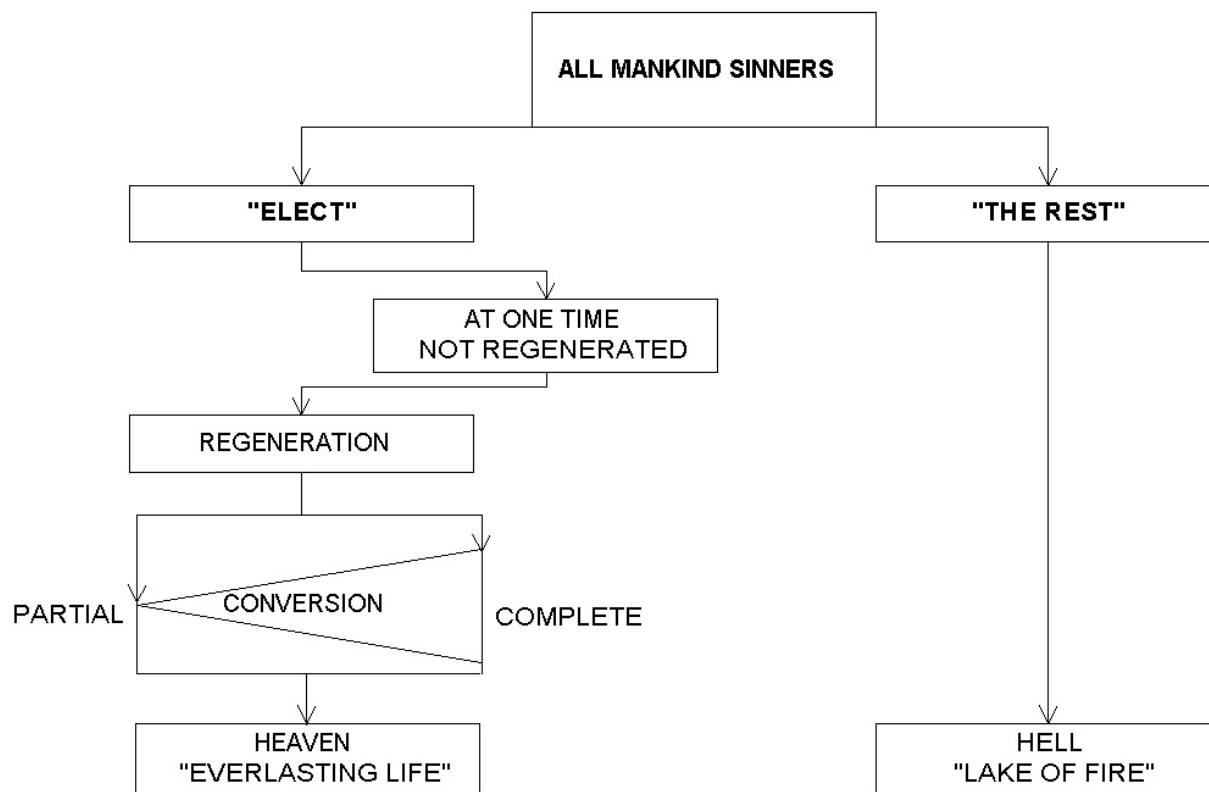 ALL MANKIND SINNERS
"ELECT"
"THE REST"
AT ONE TIME
NOT REGENERATED
REGENERATION
PARTIAL
CONVERSION
COMPLETE
HEAVEN
"EVERLASTING LIFE"
HELL
"LAKE OF FIRE"